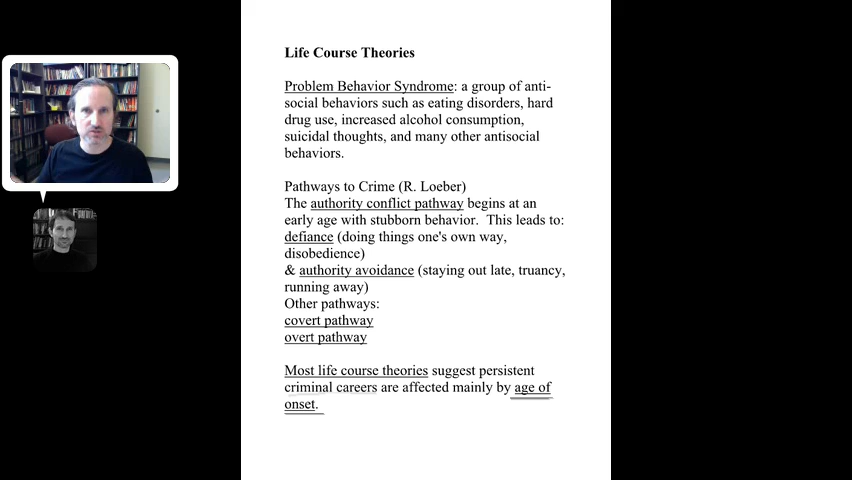 Life Course Theories
Problem Behavior Syndrome: a group of anti-
social behaviors such as eating disorders, hard
drug use, increased alcohol consumption,
suicidal thoughts, and many other antisocial
behaviors.
Pathways to Crime (R. Loeber)
The authority conflict pathway begins at an
early age with stubborn behavior.  This leads to:
defiance (doing things one's own way,
disobedience)
& authority avoidance (staying out late, truancy,
running away)
Other pathways:
covert pathway
overt pathway
Most life course theories suggest persistent
criminal careers are affected mainly by age of
onset.